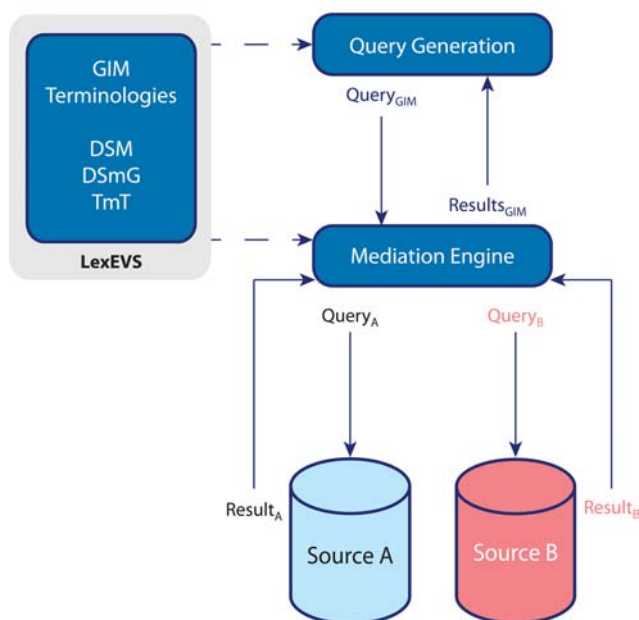 GIM
Terminologies
DSM
DSmG
TmT
LexEVS
Query Generation
QueryGIM
ResultsGIM
Mediation Engine
QueryA
QueryB
ResultA
ResultB
Source A
Source B